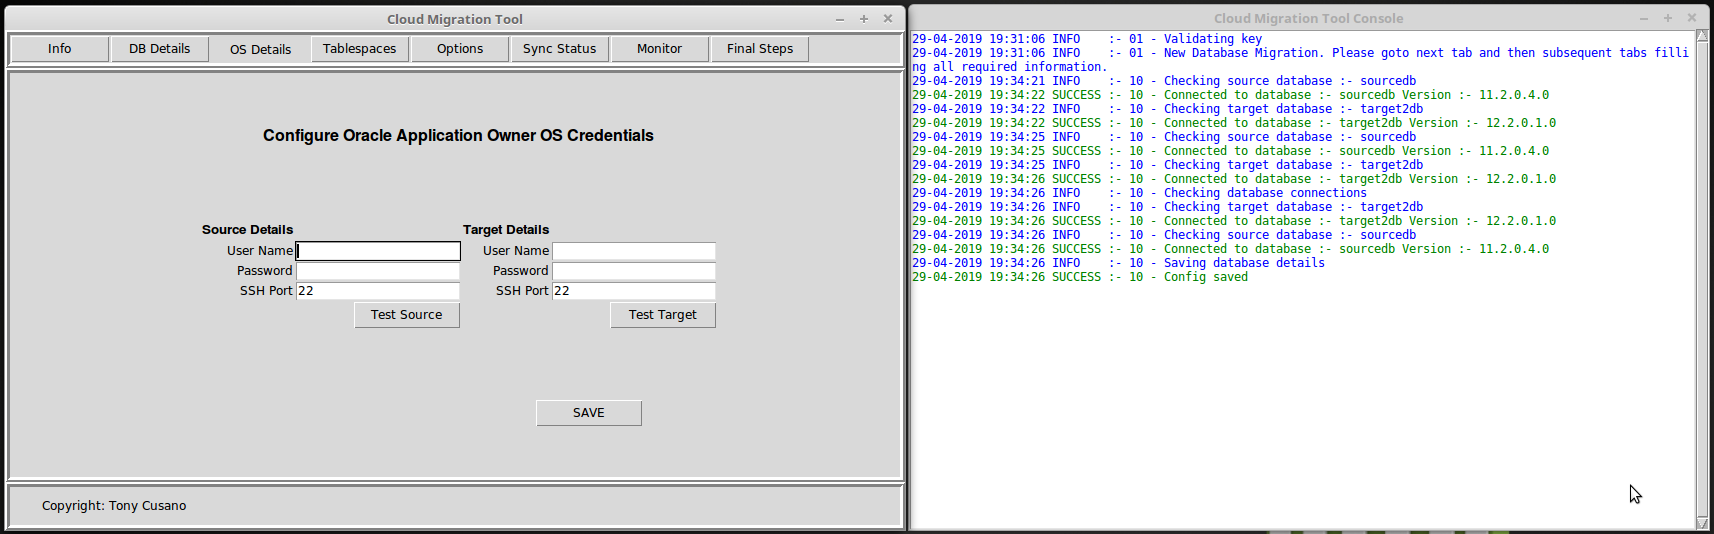 Cloud Migration Tool
Info DB Details OS Details Tablespaces Options Sync Status Monitor Final Steps
Configure Oracle Application Owner OS Credentials
Source Details Target Details
User Name User Name
Password Password
SSH Port 22 SSH Port 22
Test Source Test Target
SAVE
Copyright: Tony Cusano
Cloud Migration Tool Console
29-04-2019 19:31:06 INFO :- 01 - Validating key
29-04-2019 19:31:06 INFO :- 01 - New Database Migration. Please goto next tab and then subsequent tabs filli
ng all required information.
29-04-2019 19:34:21 INFO :- 10 - Checking source database :- sourcedb
29-04-2019 19:34:22 SUCCESS :- 10 - Connected to database :- sourcedb Version :- 11.2.0.4.0
29-04-2019 19:34:22 INFO :- 10 - Checking target database :- target2db
29-04-2019 19:34:22 SUCCESS :- 10 - Connected to database :- target2db Version :- 12.2.0.1.0
29-04-2019 19:34:25 INFO :- 10 - Checking source database :- sourcedb
29-04-2019 19:34:25 SUCCESS :- 10 - Connected to database :- sourcedb Version :- 11.2.0.4.0
29-04-2019 19:34:25 INFO :- 10 - Checking target database :- target2db
29-04-2019 19:34:26 SUCCESS :- 10 - Connected to database :- target2db Version :- 12.2.0.1.0
29-04-2019 19:34:26 INFO :- 10 - Checking database connections
29-04-2019 19:34:26 INFO :- 10 - Checking target database :- target2db
29-04-2019 19:34:26 SUCCESS :- 10 - Connected to database :- target2db Version :- 12.2.0.1.0
29-04-2019 19:34:26 INFO :- 10 - Checking source database :- sourcedb
29-04-2019 19:34:26 SUCCESS :- 10 - Connected to database :- sourcedb Version :- 11.2.0.4.0
29-04-2019 19:34:26 INFO :- 10 - Saving database details
29-04-2019 19:34:26 SUCCESS :- 10 - Config saved